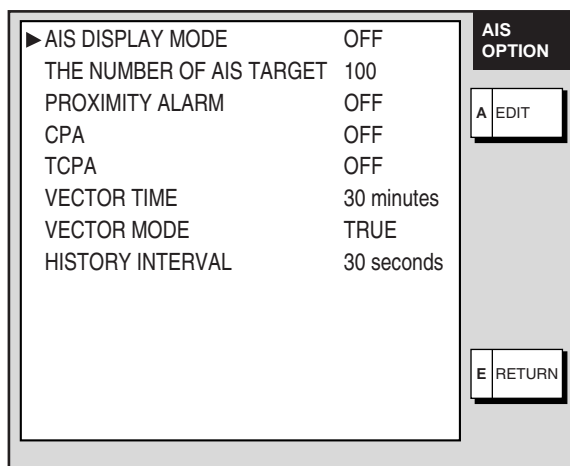 ▶AIS DISPLAY MODE OFF
THE NUMBER OF AIS TARGET 100
PROXIMITY ALARM OFF
CPA OFF
TCPA OFF
VECTOR TIME 30 minutes
VECTOR MODE TRUE
HISTORY INTERVAL 30 seconds
AIS
OPTION
A EDIT
E RETURN